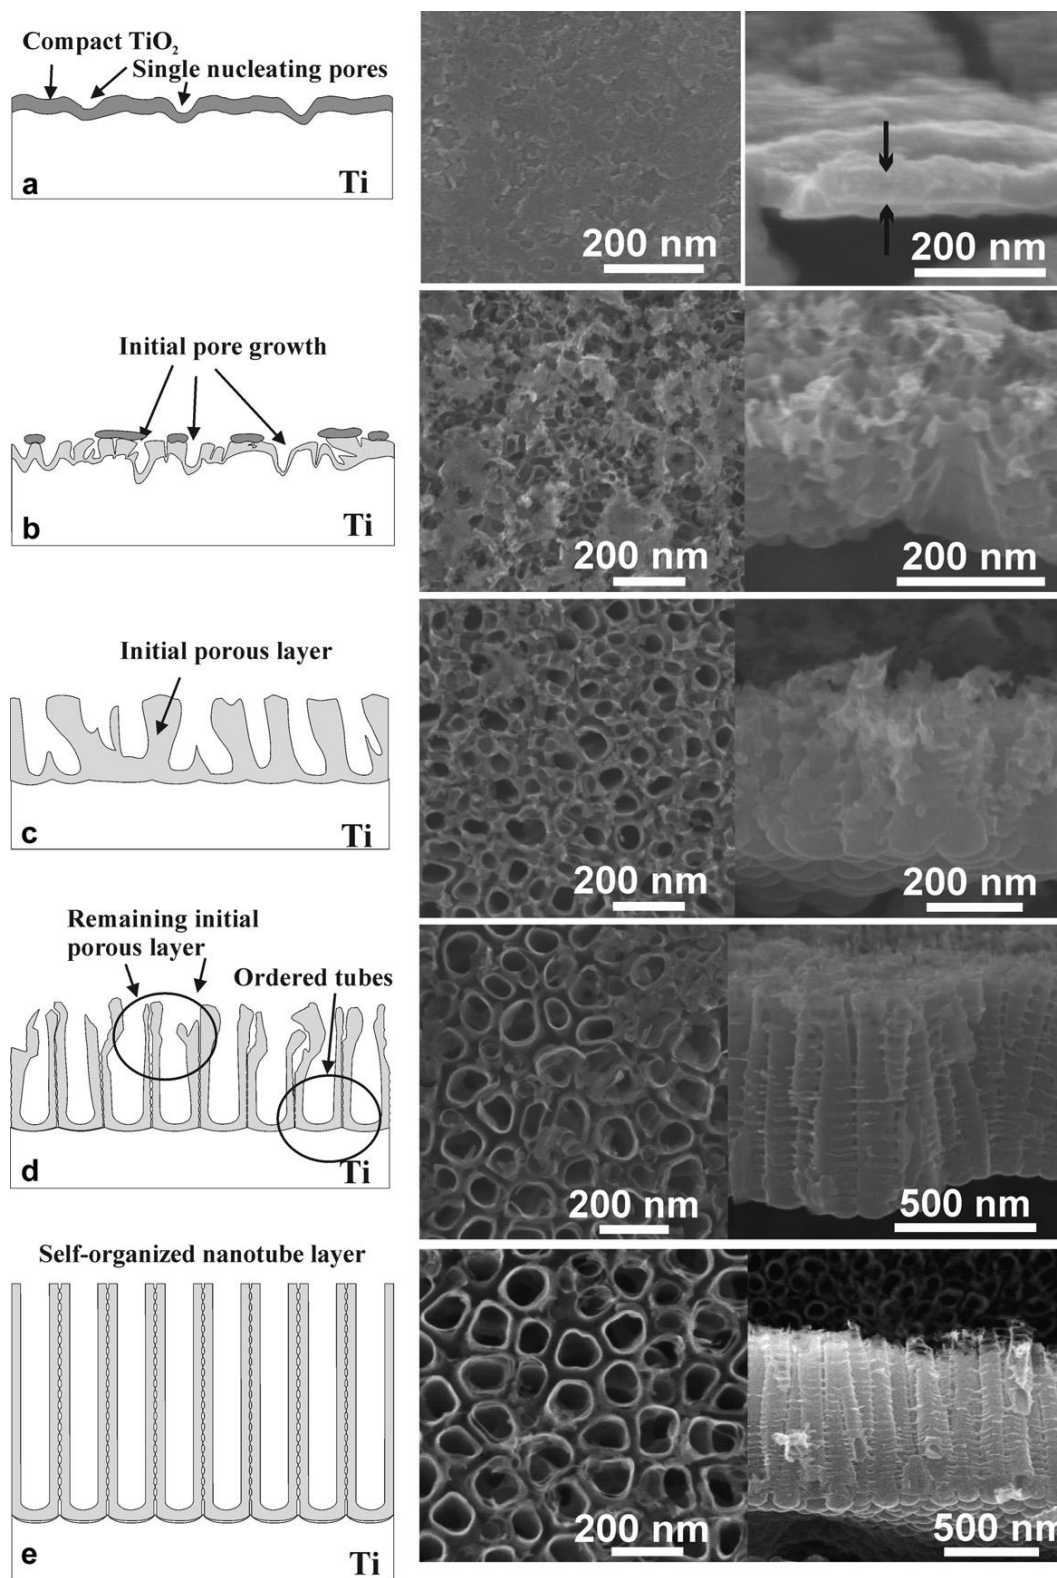 Compact TiO₂
Single nucleating pores
Ti
a
200 nm
200 nm
Initial pore growth
Ti
b
200 nm
200 nm
Initial porous layer
Ti
c
200 nm
200 nm
Remaining initial
porous layer
Ordered tubes
Ti
d
200 nm
500 nm
Self-organized nanotube layer
Ti
e
200 nm
500 nm